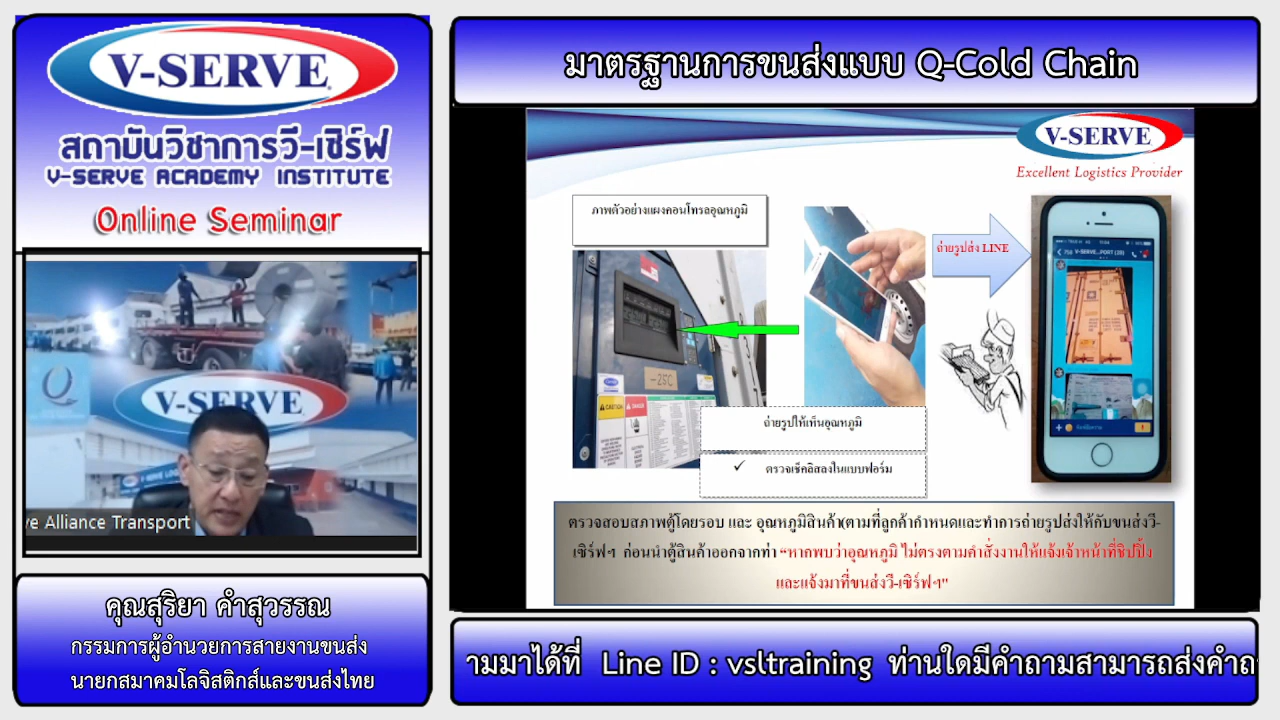 V-SERVE
สถาบันวิชาการวี-เซิร์ฟ
V-SERVE ACADEMY INSTITUTE
Online Seminar
V-SERVE
ve Alliance Transport
คุณสุริยา คำสุวรรณ
กรรมการผู้อำนวยการสายงานขนส่ง
นายกสมาคมโลจิสติกส์และขนส่งไทย
มาตรฐานการขนส่งแบบ Q-Cold Chain
V-SERVE
Excellent Logistics Provider
ภาพตัวอย่างแผงคอนโทรลอุณหภูมิ
ถ่ายรูปส่ง LINE
-25°C
CAUTION
ถ่ายรูปให้เห็นอุณหภูมิ
✓ ตรวจเช็คลิสลงในแบบฟอร์ม
ตรวจสอบสภาพตู้โดยรอบ และ อุณหภูมิสินค้า(ตามที่ลูกค้ากำหนดและทำการถ่ายรูปส่งให้กับขนส่งวี-
เซิร์ฟฯ ก่อนนำตู้สินค้าออกจากท่า “หากพบว่าอุณหภูมิ ไม่ตรงตามคำสั่งงานให้แจ้งเจ้าหน้าที่ชิปปิ้ง
และแจ้งมาที่ขนส่งวี-เซิร์ฟฯ”
ามมาได้ที่ Line ID : vsltraining ท่านใดมีคำถามสามารถส่งคำถ